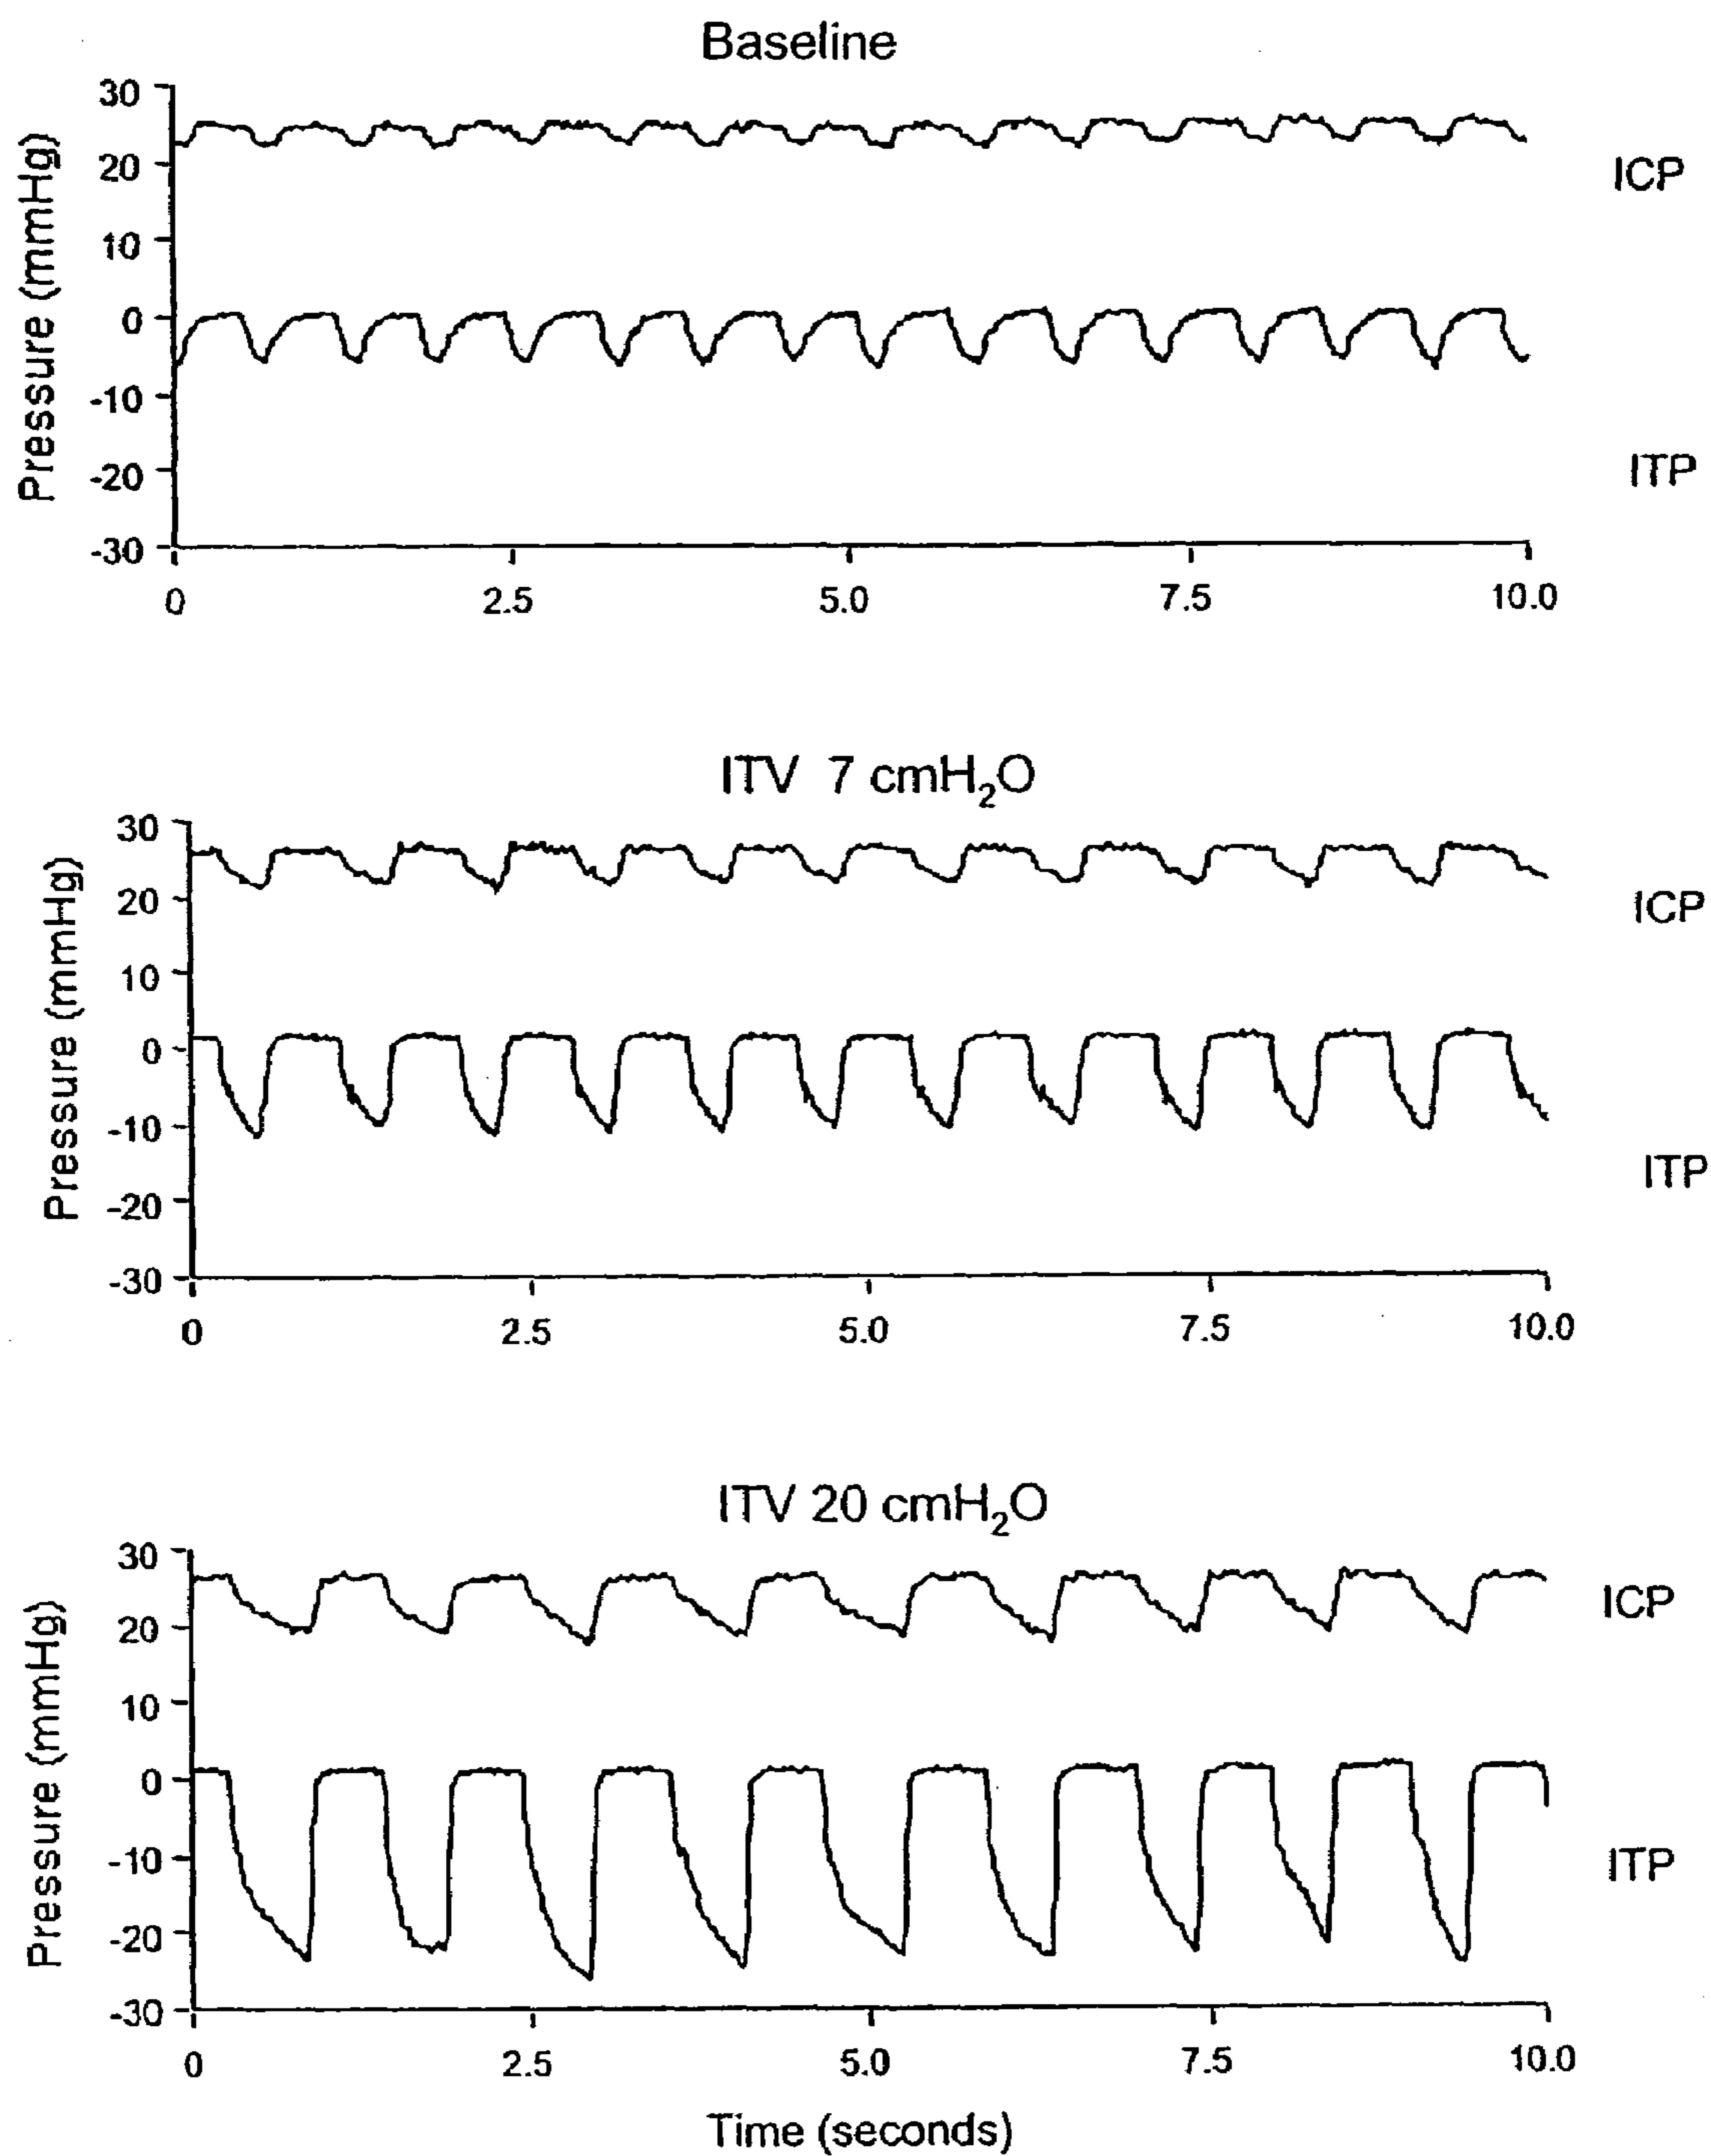 Baseline
Pressure (mmHg)
30
20
10
0
-10
-20
-30
ICP
ITP
0 2.5 5.0 7.5 10.0
ITV 7 cmH₂O
Pressure (mmHg)
30
20
10
0
-10
-20
-30
ICP
ITP
0 2.5 5.0 7.5 10.0
ITV 20 cmH₂O
Pressure (mmHg)
30
20
10
0
-10
-20
-30
ICP
ITP
0 2.5 5.0 7.5 10.0
Time (seconds)